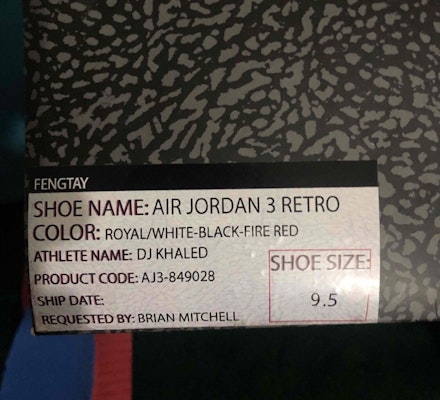 FENGTAY
SHOE NAME: AIR JORDAN 3 RETRO
COLOR: ROYAL/WHITE-BLACK-FIRE RED
ATHLETE NAME: DJ KHALED
PRODUCT CODE: AJ3-849028
SHIP DATE:
REQUESTED BY: BRIAN MITCHELL
SHOE SIZE:
9.5